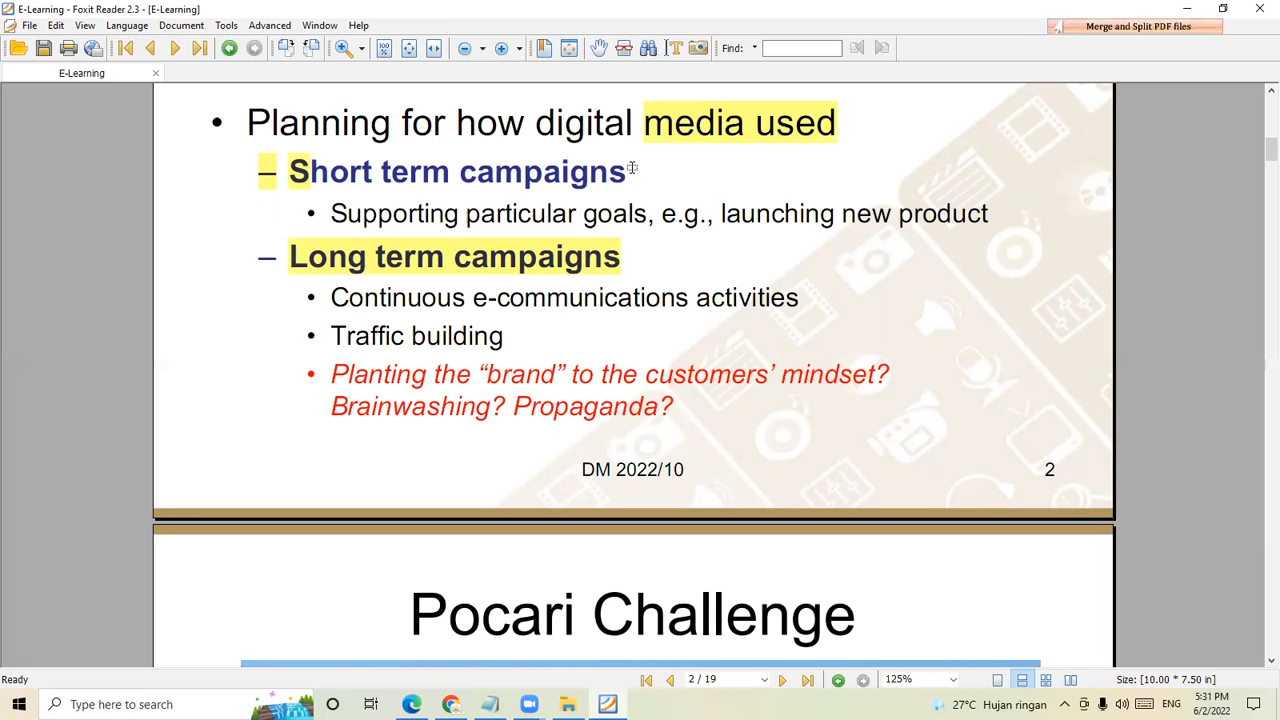 E-Learning - Foxit Reader 2.3 - [E-Learning]
File Edit View Language Document Tools Advanced Window Help
Merge and Split PDF files
Find:
E-Learning
• Planning for how digital media used
– Short term campaigns
• Supporting particular goals, e.g., launching new product
– Long term campaigns
• Continuous e-communications activities
• Traffic building
• Planting the “brand” to the customers’ mindset?
Brainwashing? Propaganda?
DM 2022/10 2
Pocari Challenge
Ready 2 / 19 125% Size: [10.00 * 7.50 in]
Type here to search 27°C Hujan ringan ENG 5:31 PM
6/2/2022